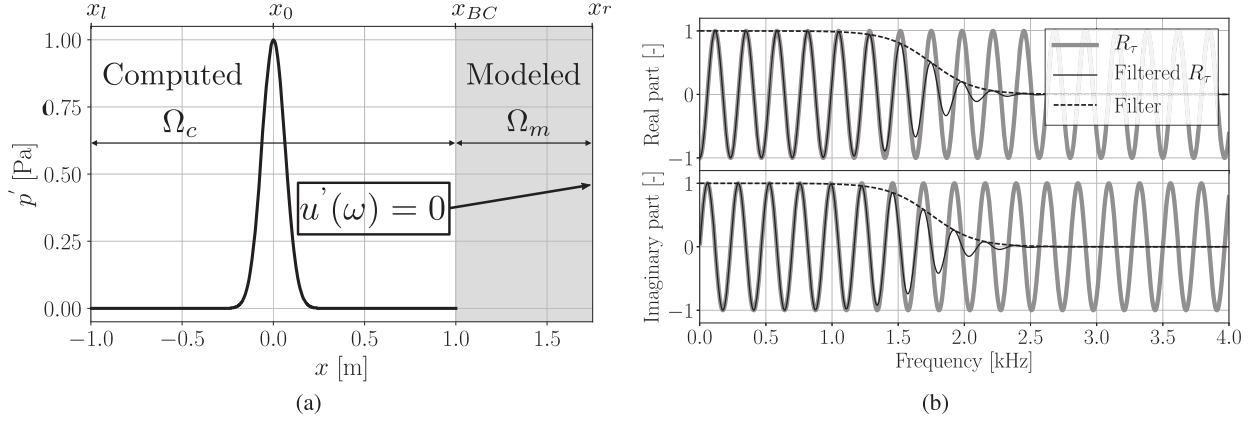 x_l x_0 x_{BC} x_r
1.00
0.75
0.50
0.25
0.00
p' [Pa]
Computed
Ω_c
Modeled
Ω_m
u'(ω) = 0
−1.0 −0.5 0.0 0.5 1.0 1.5
x [m]
(a)
Real part [-]
1
0
−1
R_τ
Filtered R_τ
Filter
Imaginary part [-]
1
0
−1
0.0 0.5 1.0 1.5 2.0 2.5 3.0 3.5 4.0
Frequency [kHz]
(b)